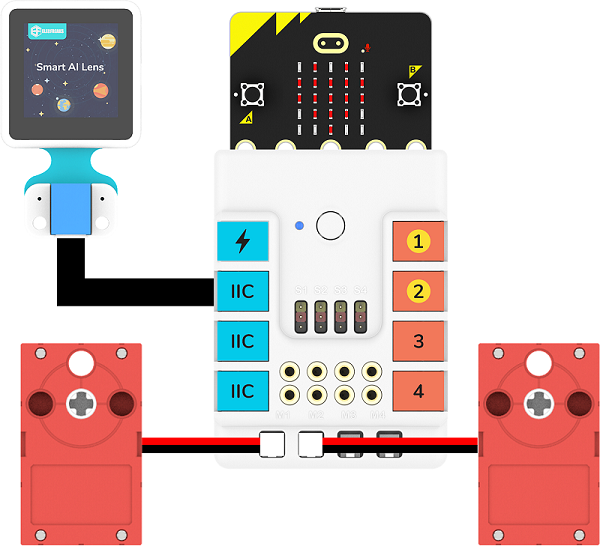 ELECFREAKS
Smart AI Lens
A
B
1
IIC
2
IIC
3
IIC
4
S1 S2 S3 S4
M1 M2 M3 M4